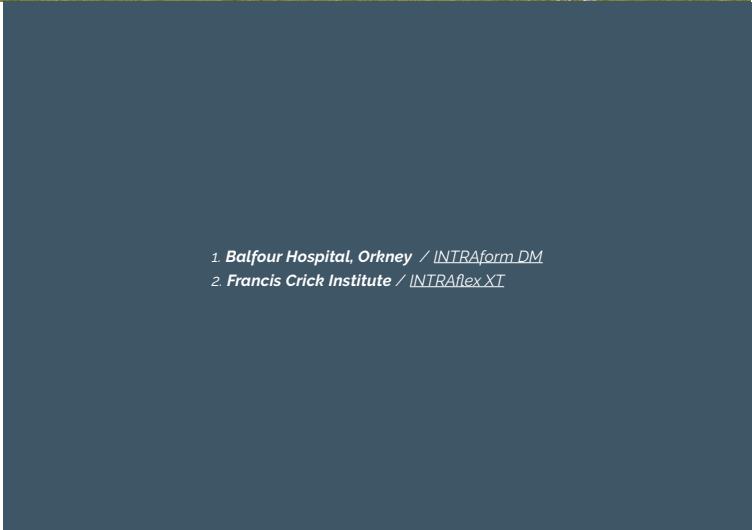 1. Balfour Hospital, Orkney / INTRAform DM
2. Francis Crick Institute / INTRAflex XT